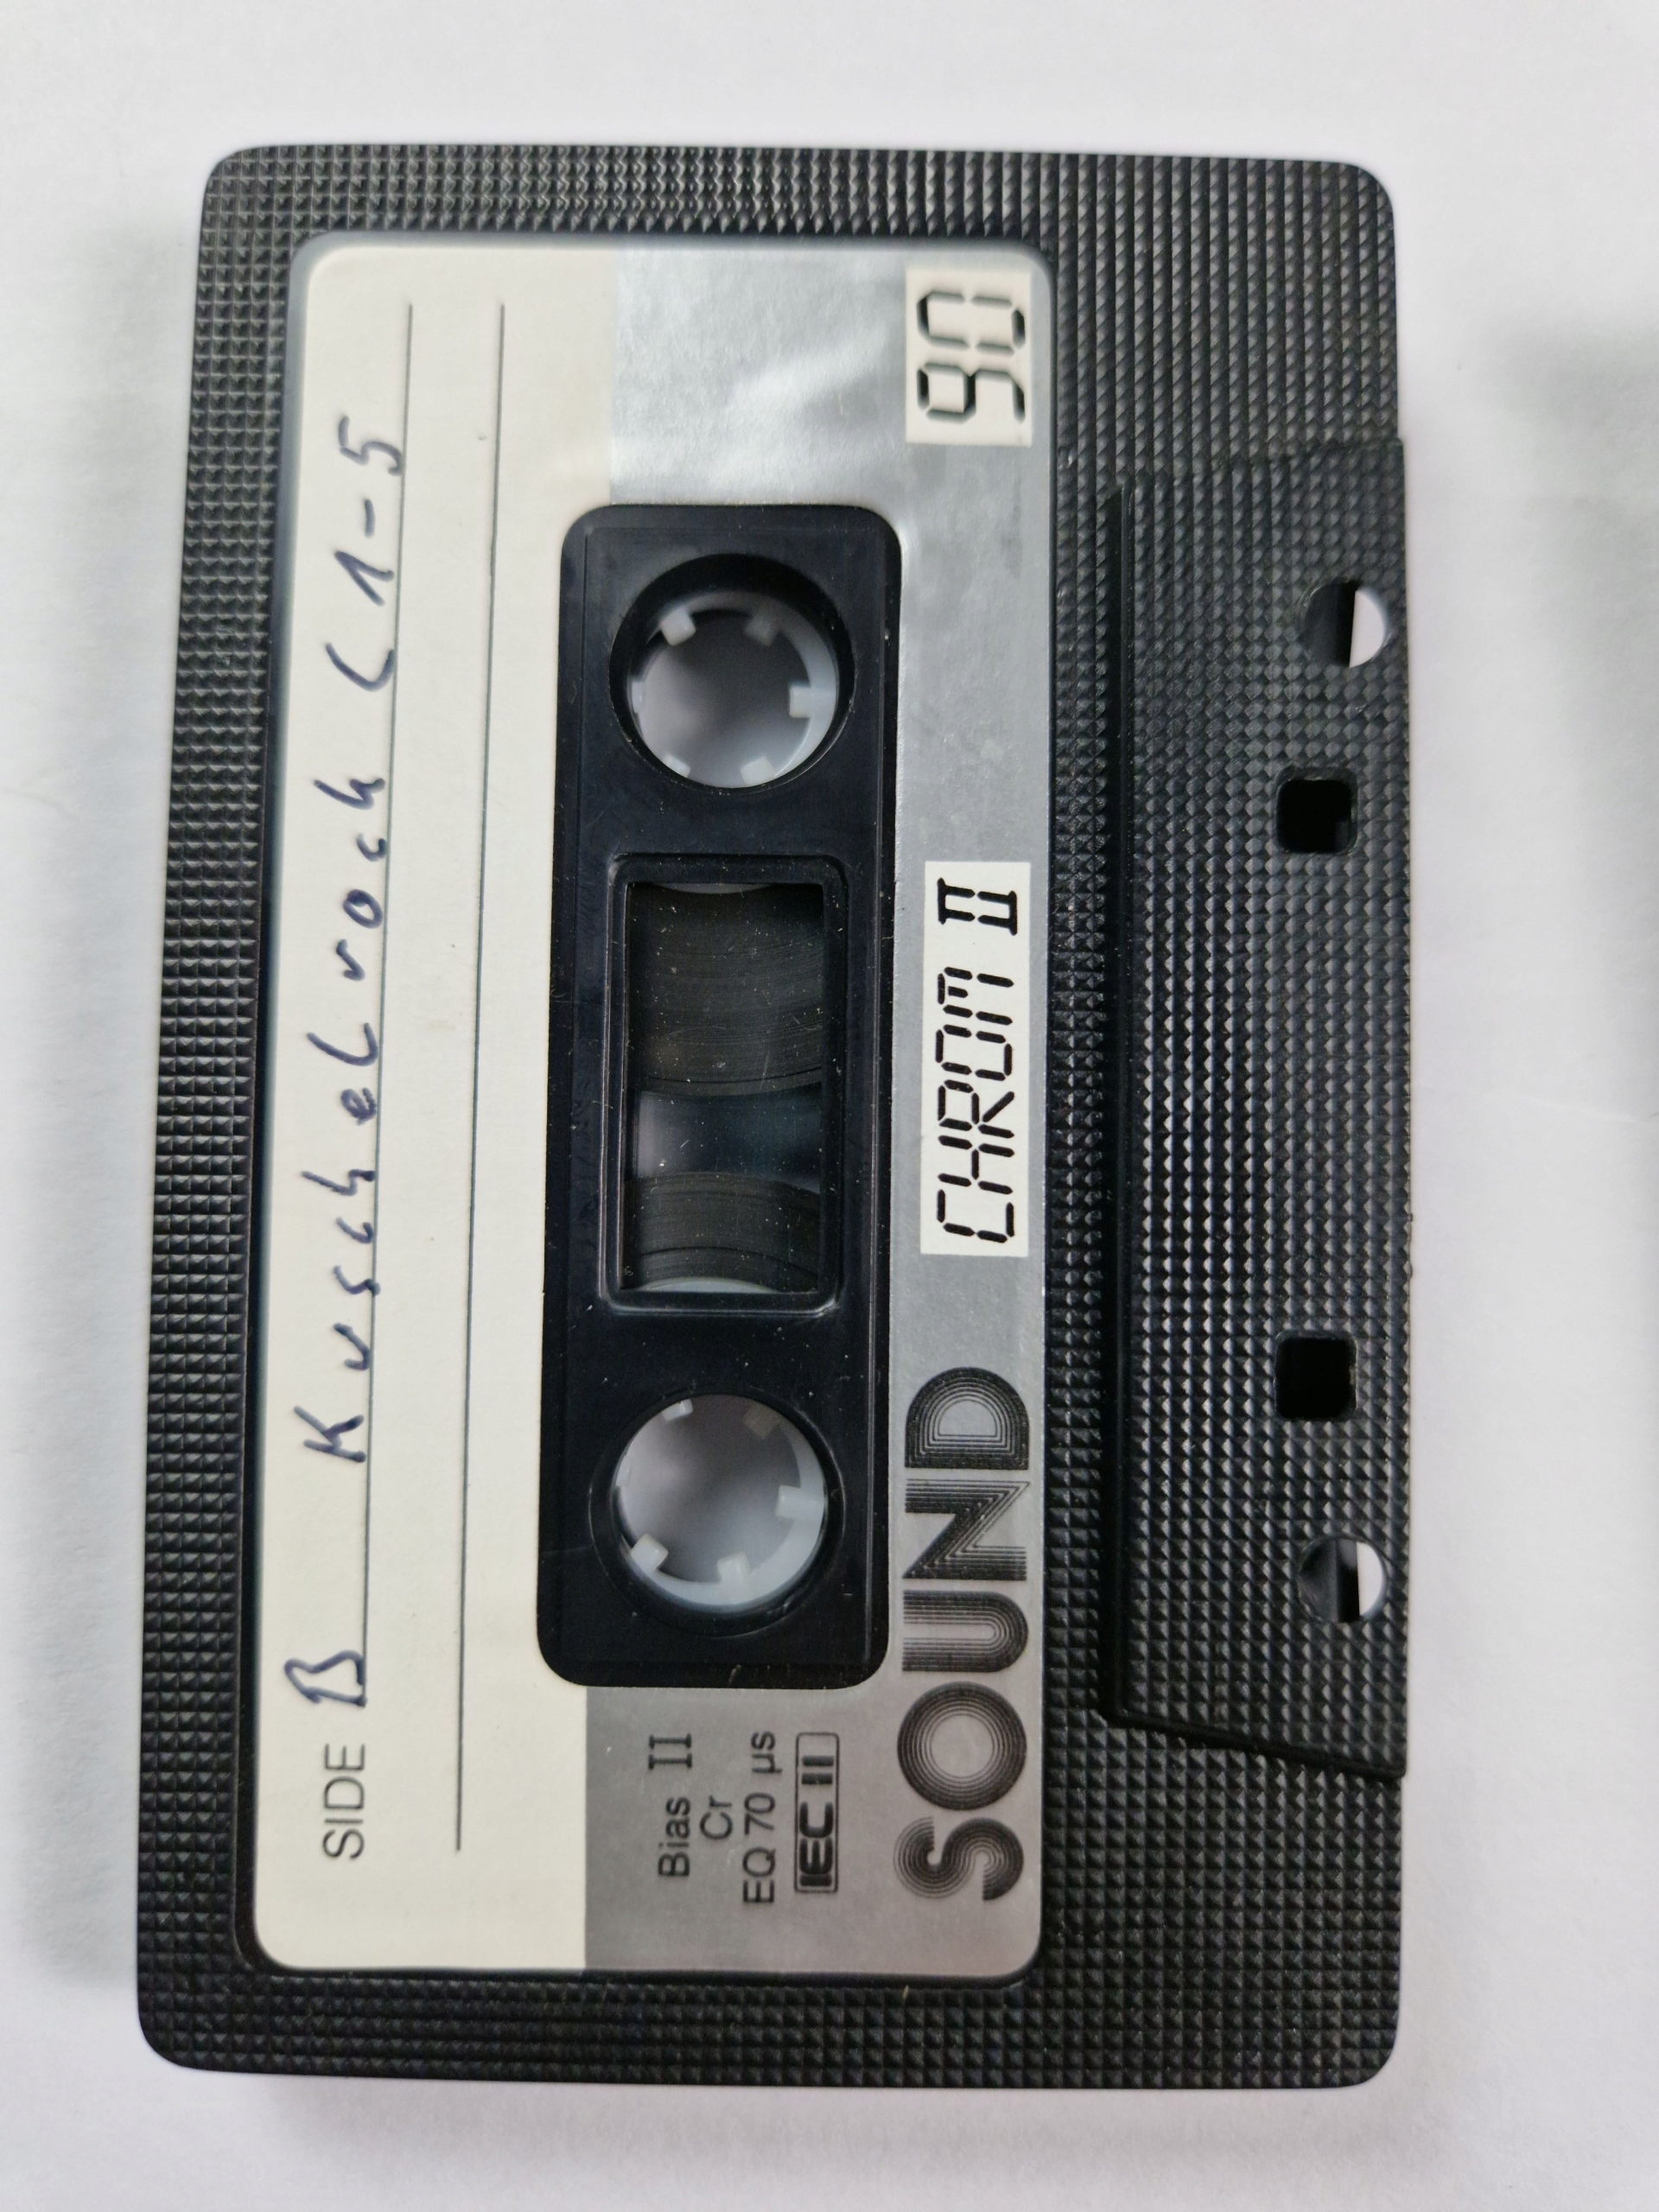 SIDE B Kuschelrock (1-5
Bias II
Cr
EQ 70 µs
IEC II
SOUND CHROM II 90